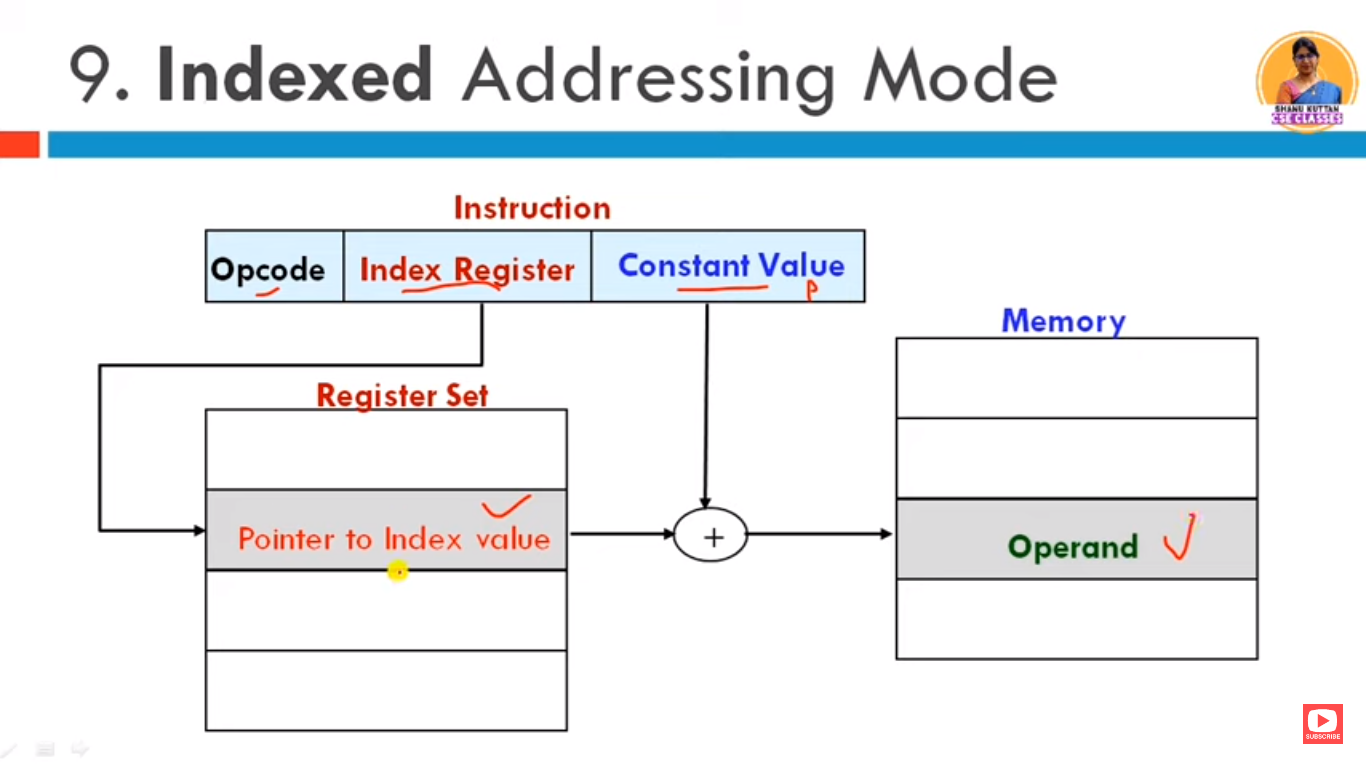 9. Indexed Addressing Mode
SHANU KUTTAN
CSE CLASSES
Instruction
Opcode
Index Register
Constant Value
P
Memory
Register Set
Pointer to Index value
+
Operand
SUBSCRIBE